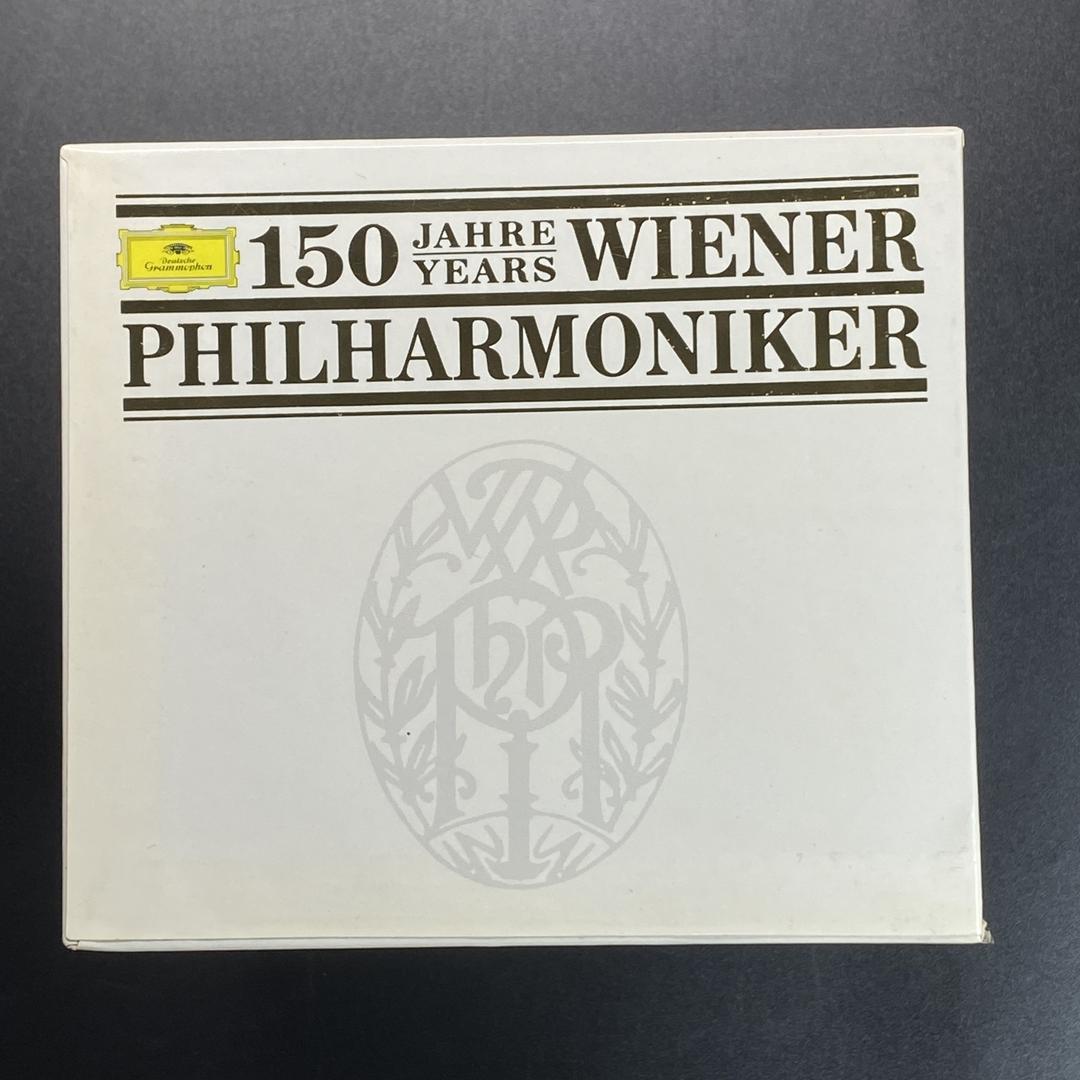 Deutsche
Grammophon
150 JAHRE YEARS WIENER
PHILHARMONIKER